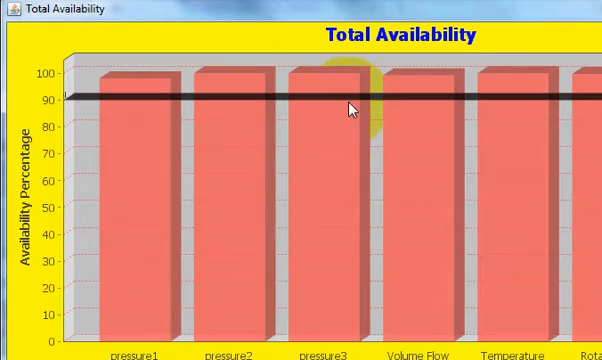 Total Availability
Total Availability
Availability Percentage
100
90
80
70
60
50
40
30
20
10
0
pressure1 pressure2 pressure3 Volume Flow Temperature Rota